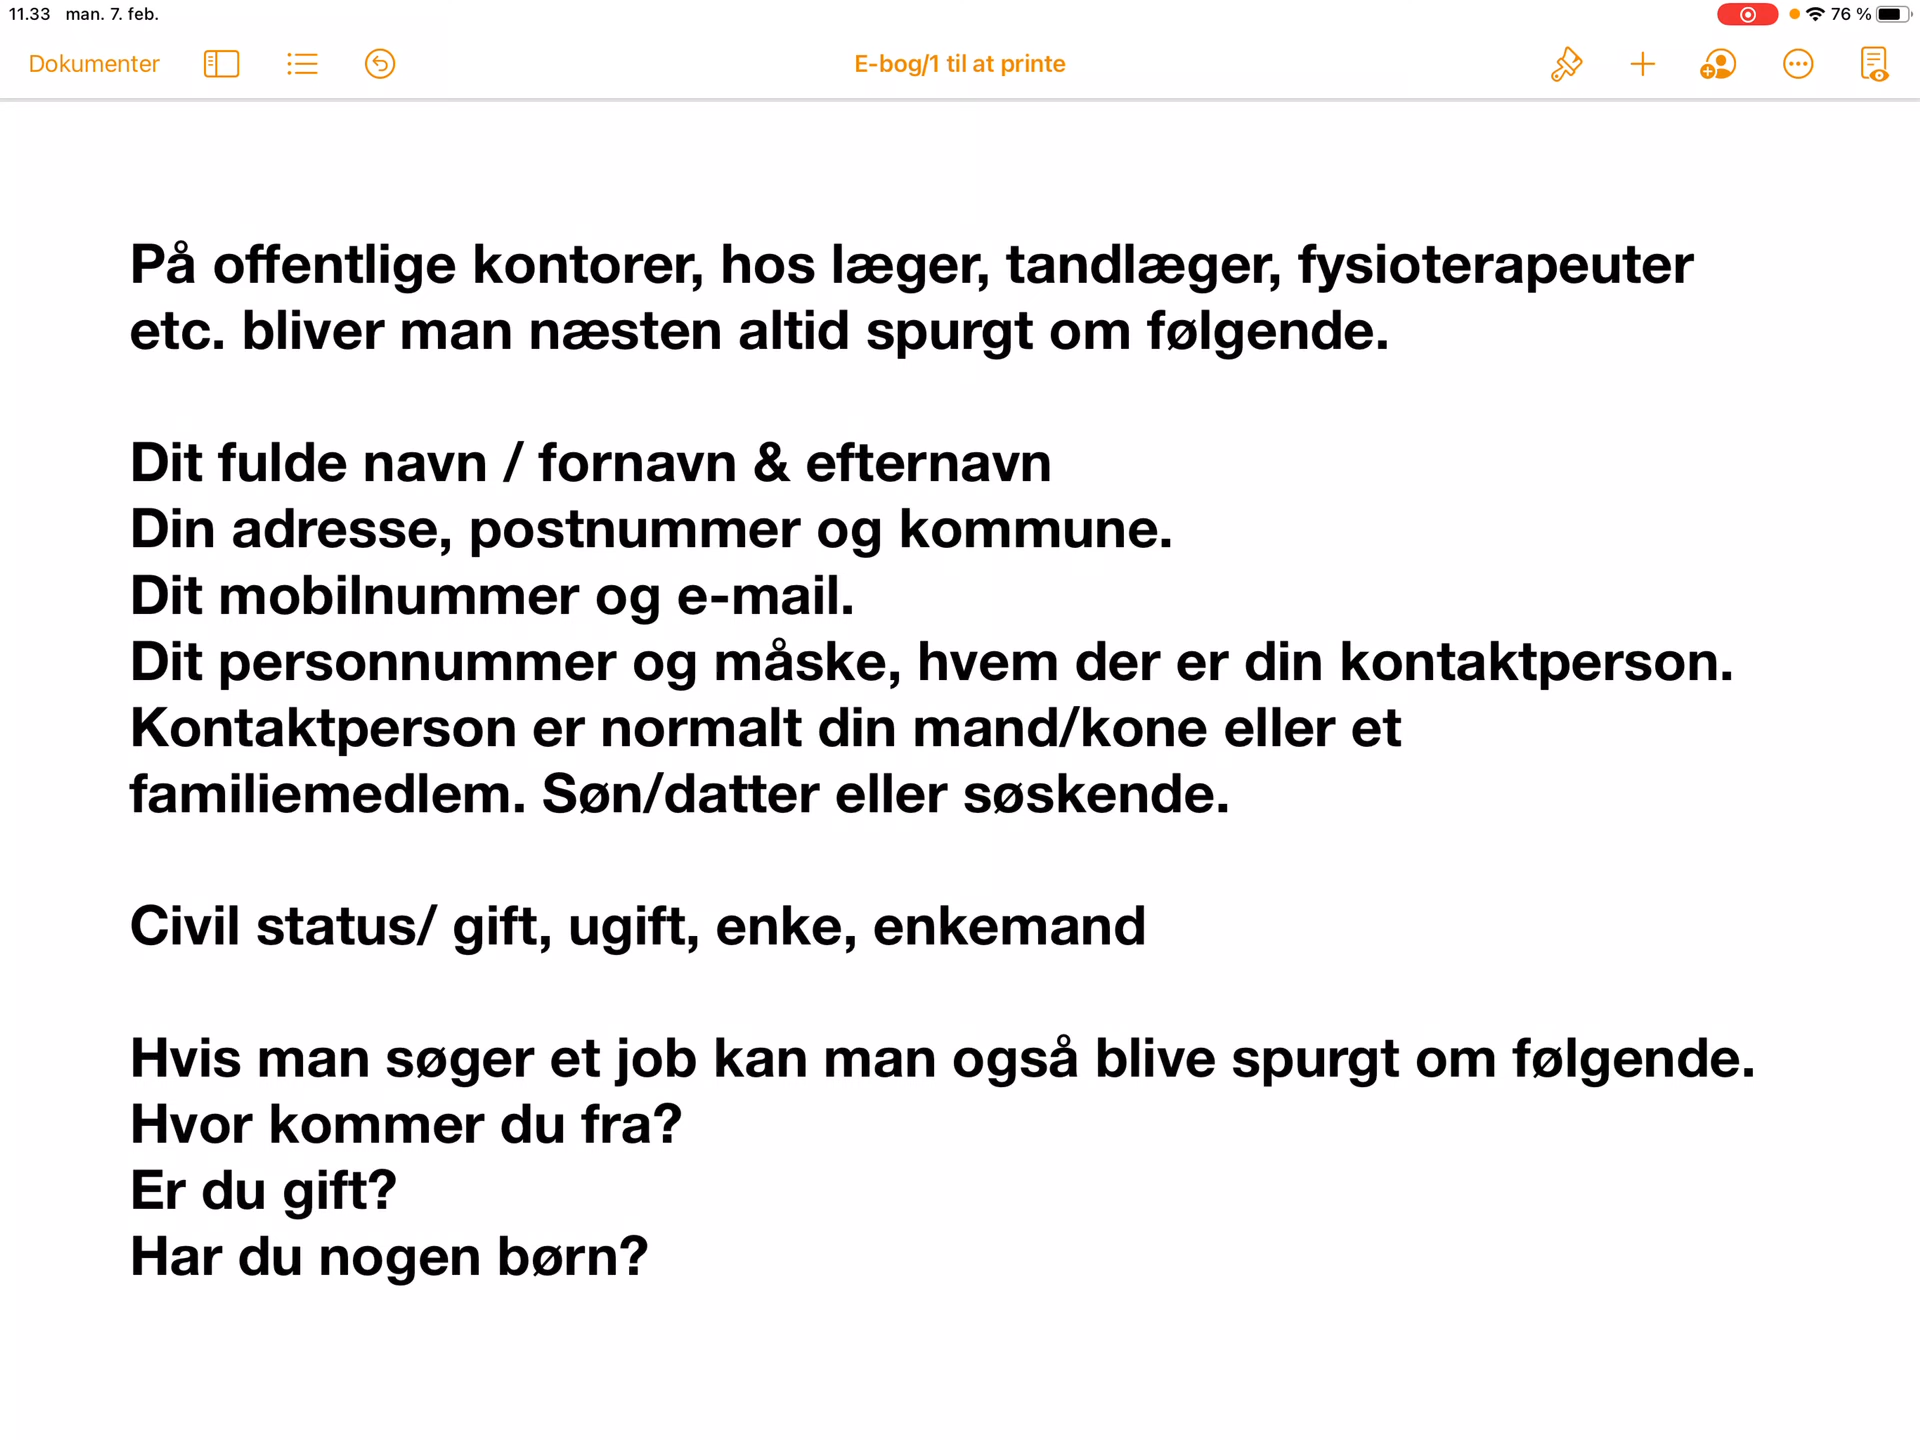 11.33 man. 7. feb.
76 %
Dokumenter
E-bog/1 til at printe
På offentlige kontorer, hos læger, tandlæger, fysioterapeuter
etc. bliver man næsten altid spurgt om følgende.
Dit fulde navn / fornavn & efternavn
Din adresse, postnummer og kommune.
Dit mobilnummer og e-mail.
Dit personnummer og måske, hvem der er din kontaktperson.
Kontaktperson er normalt din mand/kone eller et
familiemedlem. Søn/datter eller søskende.
Civil status/ gift, ugift, enke, enkemand
Hvis man søger et job kan man også blive spurgt om følgende.
Hvor kommer du fra?
Er du gift?
Har du nogen børn?